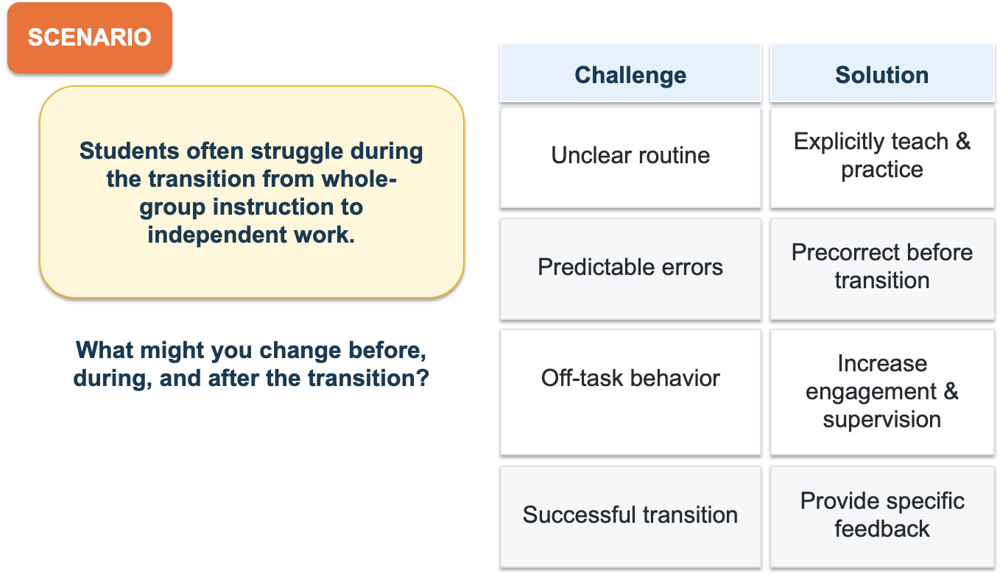 SCENARIO
Students often struggle during
the transition from whole-
group instruction to
independent work.
What might you change before,
during, and after the transition?
Challenge
Solution
Unclear routine
Explicitly teach &
practice
Predictable errors
Precorrect before
transition
Off-task behavior
Increase
engagement &
supervision
Successful transition
Provide specific
feedback